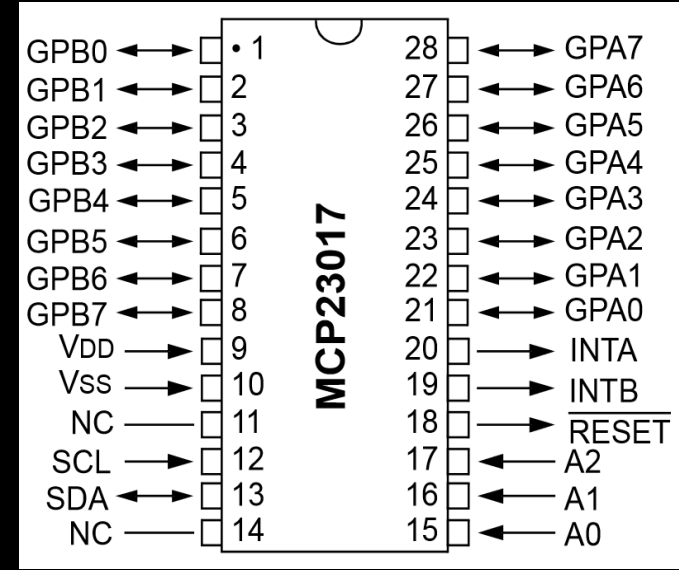 GPB0 1 28 GPA7
GPB1 2 27 GPA6
GPB2 3 26 GPA5
GPB3 4 25 GPA4
GPB4 5 24 GPA3
GPB5 6 23 GPA2
GPB6 7 22 GPA1
GPB7 8 21 GPA0
VDD 9 20 INTA
VSS 10 19 INTB
NC 11 18 RESET
SCL 12 17 A2
SDA 13 16 A1
NC 14 15 A0
MCP23017